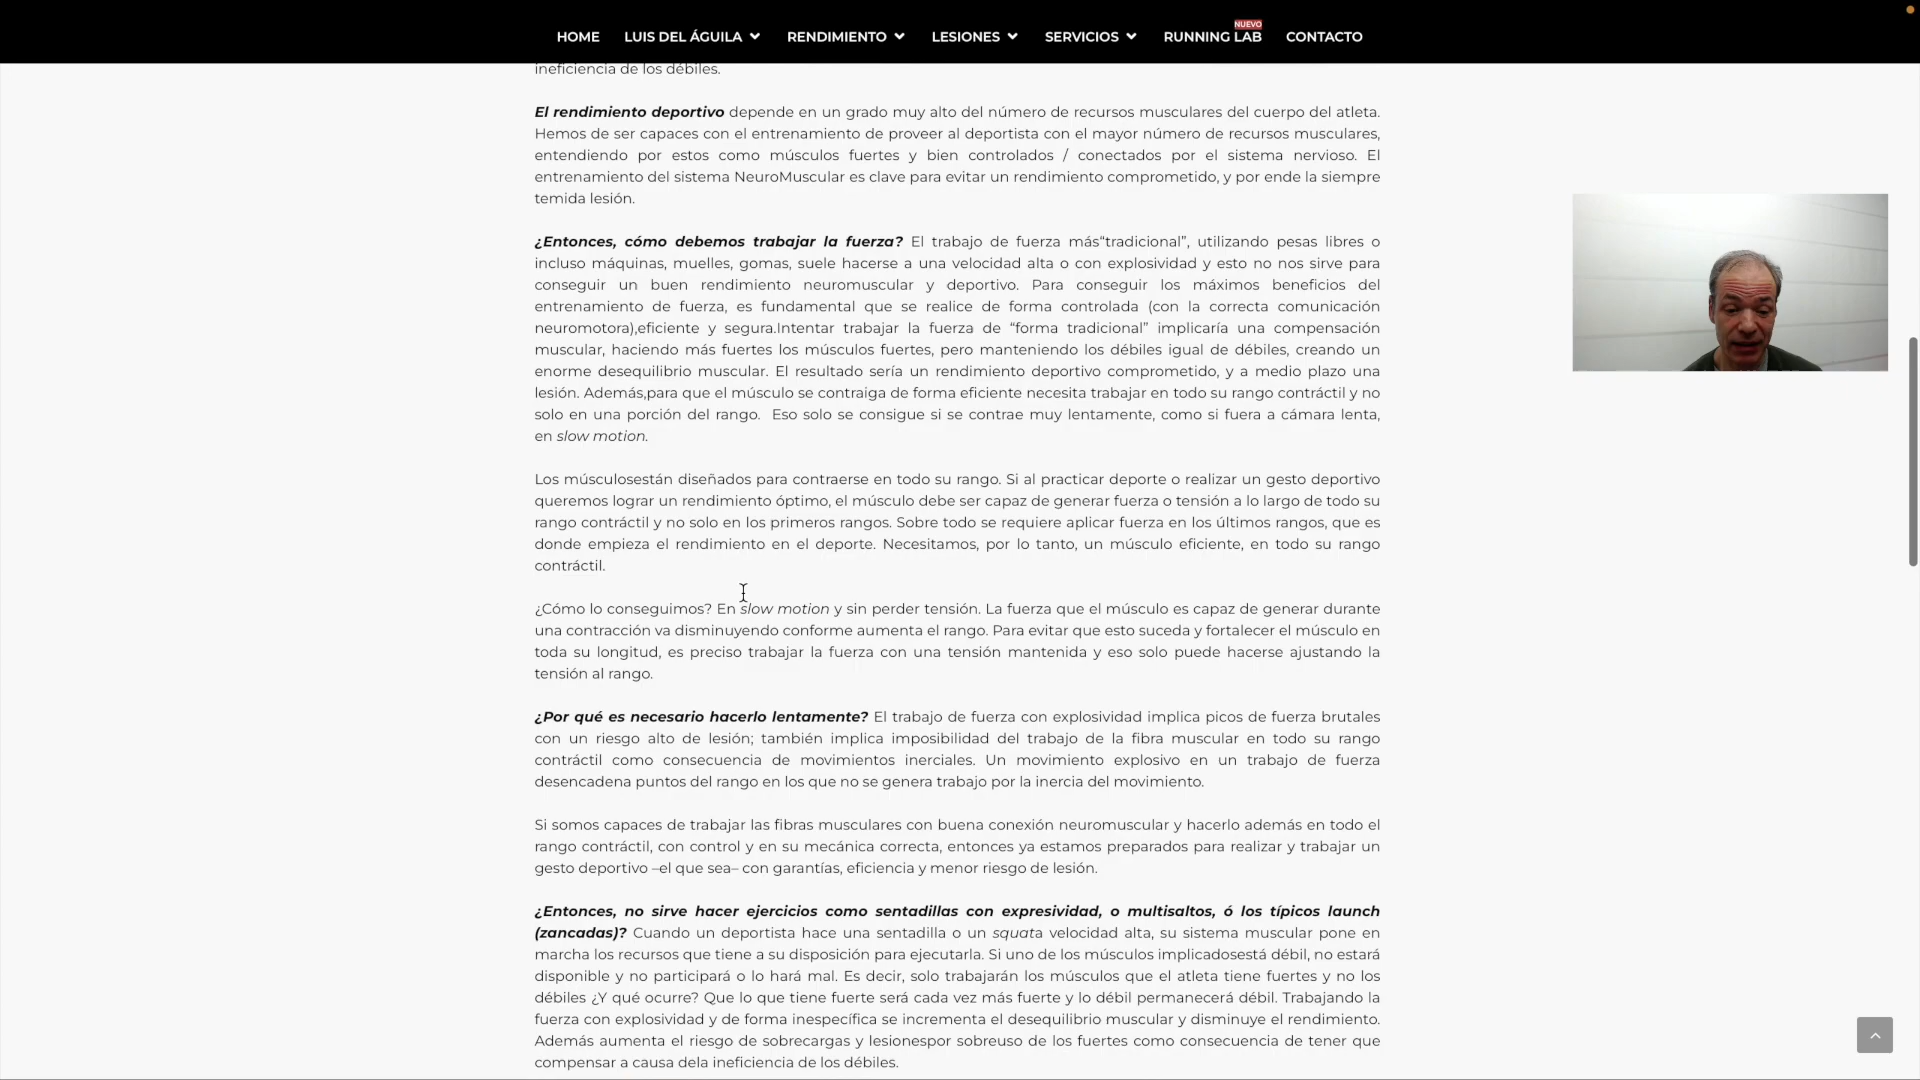 HOME LUIS DEL ÁGUILA RENDIMIENTO LESIONES SERVICIOS RUNNING LAB NUEVO CONTACTO
ineficiencia de los débiles.
El rendimiento deportivo depende en un grado muy alto del número de recursos musculares del cuerpo del atleta.
Hemos de ser capaces con el entrenamiento de proveer al deportista con el mayor número de recursos musculares,
entendiendo por estos como músculos fuertes y bien controlados / conectados por el sistema nervioso. El
entrenamiento del sistema NeuroMuscular es clave para evitar un rendimiento comprometido, y por ende la siempre
temida lesión.
¿Entonces, cómo debemos trabajar la fuerza? El trabajo de fuerza más“tradicional”, utilizando pesas libres o
incluso máquinas, muelles, gomas, suele hacerse a una velocidad alta o con explosividad y esto no nos sirve para
conseguir un buen rendimiento neuromuscular y deportivo. Para conseguir los máximos beneficios del
entrenamiento de fuerza, es fundamental que se realice de forma controlada (con la correcta comunicación
neuromotora),eficiente y segura.Intentar trabajar la fuerza de “forma tradicional” implicaría una compensación
muscular, haciendo más fuertes los músculos fuertes, pero manteniendo los débiles igual de débiles, creando un
enorme desequilibrio muscular. El resultado sería un rendimiento deportivo comprometido, y a medio plazo una
lesión. Además,para que el músculo se contraiga de forma eficiente necesita trabajar en todo su rango contráctil y no
solo en una porción del rango. Eso solo se consigue si se contrae muy lentamente, como si fuera a cámara lenta,
en slow motion.
Los músculosestán diseñados para contraerse en todo su rango. Si al practicar deporte o realizar un gesto deportivo
queremos lograr un rendimiento óptimo, el músculo debe ser capaz de generar fuerza o tensión a lo largo de todo su
rango contráctil y no solo en los primeros rangos. Sobre todo se requiere aplicar fuerza en los últimos rangos, que es
donde empieza el rendimiento en el deporte. Necesitamos, por lo tanto, un músculo eficiente, en todo su rango
contráctil.
¿Cómo lo conseguimos? En slow motion y sin perder tensión. La fuerza que el músculo es capaz de generar durante
una contracción va disminuyendo conforme aumenta el rango. Para evitar que esto suceda y fortalecer el músculo en
toda su longitud, es preciso trabajar la fuerza con una tensión mantenida y eso solo puede hacerse ajustando la
tensión al rango.
¿Por qué es necesario hacerlo lentamente? El trabajo de fuerza con explosividad implica picos de fuerza brutales
con un riesgo alto de lesión; también implica imposibilidad del trabajo de la fibra muscular en todo su rango
contráctil como consecuencia de movimientos inerciales. Un movimiento explosivo en un trabajo de fuerza
desencadena puntos del rango en los que no se genera trabajo por la inercia del movimiento.
Si somos capaces de trabajar las fibras musculares con buena conexión neuromuscular y hacerlo además en todo el
rango contráctil, con control y en su mecánica correcta, entonces ya estamos preparados para realizar y trabajar un
gesto deportivo –el que sea– con garantías, eficiencia y menor riesgo de lesión.
¿Entonces, no sirve hacer ejercicios como sentadillas con expresividad, o multisaltos, ó los típicos launch
(zancadas)? Cuando un deportista hace una sentadilla o un squata velocidad alta, su sistema muscular pone en
marcha los recursos que tiene a su disposición para ejecutarla. Si uno de los músculos implicadosestá débil, no estará
disponible y no participará o lo hará mal. Es decir, solo trabajarán los músculos que el atleta tiene fuertes y no los
débiles ¿Y qué ocurre? Que lo que tiene fuerte será cada vez más fuerte y lo débil permanecerá débil. Trabajando la
fuerza con explosividad y de forma inespecífica se incrementa el desequilibrio muscular y disminuye el rendimiento.
Además aumenta el riesgo de sobrecargas y lesionespor sobreuso de los fuertes como consecuencia de tener que
compensar a causa dela ineficiencia de los débiles.